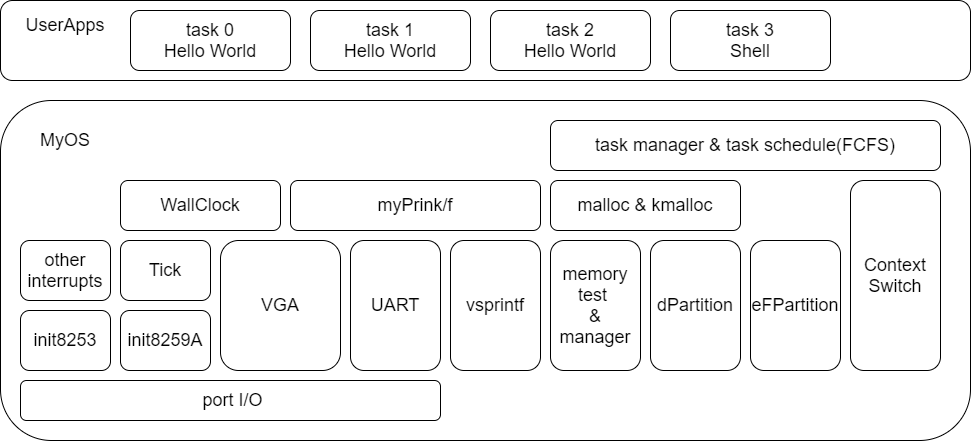 UserApps
task 0
Hello World
task 1
Hello World
task 2
Hello World
task 3
Shell
MyOS
task manager & task schedule(FCFS)
WallClock
myPrink/f
malloc & kmalloc
other
interrupts
Tick
VGA
UART
vsprintf
memory
test
&
manager
dPartition
eFPartition
Context
Switch
init8253
init8259A
port I/O